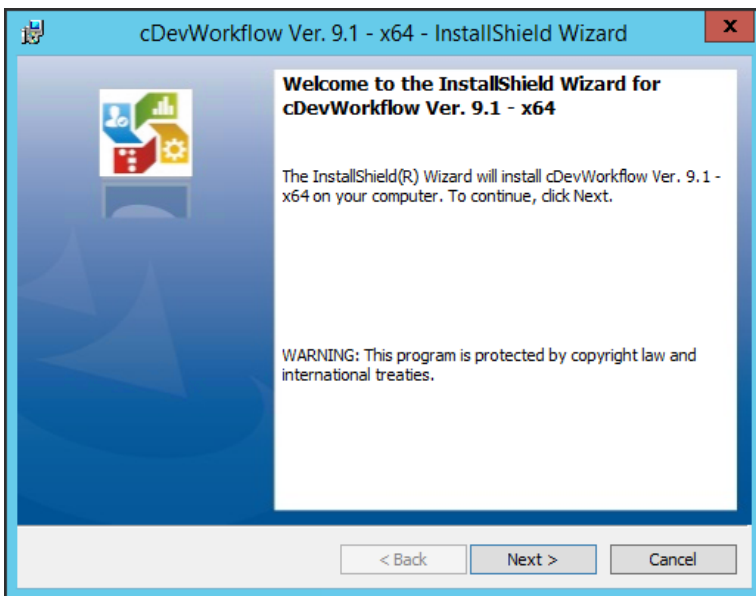 cDevWorkflow Ver. 9.1 - x64 - InstallShield Wizard
x
Welcome to the InstallShield Wizard for
cDevWorkflow Ver. 9.1 - x64
The InstallShield(R) Wizard will install cDevWorkflow Ver. 9.1 -
x64 on your computer. To continue, click Next.
WARNING: This program is protected by copyright law and
international treaties.
< Back
Next >
Cancel